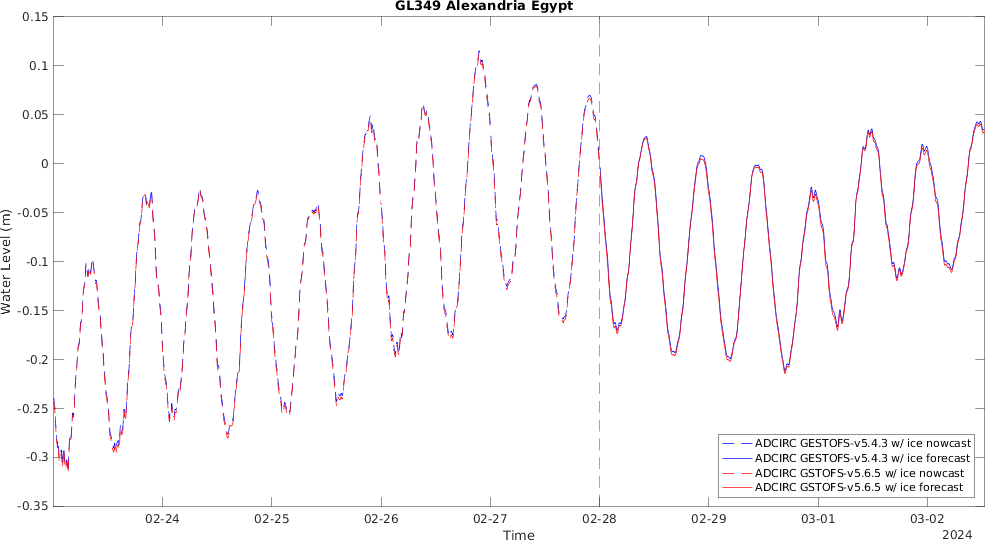 GL349 Alexandria Egypt
0.15
0.1
0.05
0
-0.05
-0.1
-0.15
-0.2
-0.25
-0.3
-0.35
Water Level (m)
ADCIRC GESTOFS-v5.4.3 w/ ice nowcast
ADCIRC GESTOFS-v5.4.3 w/ ice forecast
ADCIRC GSTOFS-v5.6.5 w/ ice nowcast
ADCIRC GSTOFS-v5.6.5 w/ ice forecast
02-24 02-25 02-26 02-27 02-28 02-29 03-01 03-02
Time
2024